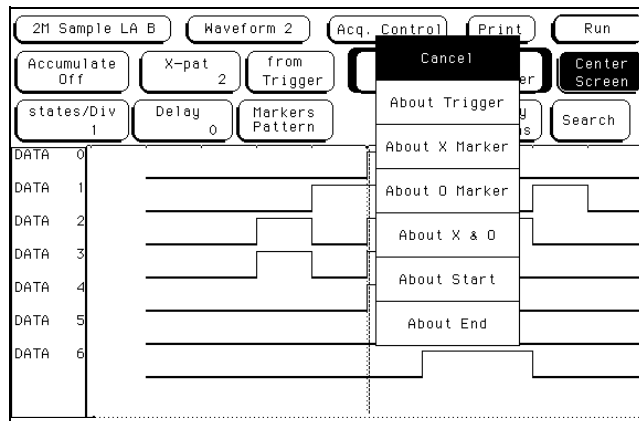 2M Sample LA B
Waveform 2
Acq. Control
Print
Run
Accumulate
Off
X-pat
2
from
Trigger
Cancel
er
Center
Screen
states/Div
1
Delay
0
Markers
Pattern
About Trigger
y
s
Search
About X Marker
About O Marker
About X & O
About Start
About End
DATA 0
DATA 1
DATA 2
DATA 3
DATA 4
DATA 5
DATA 6